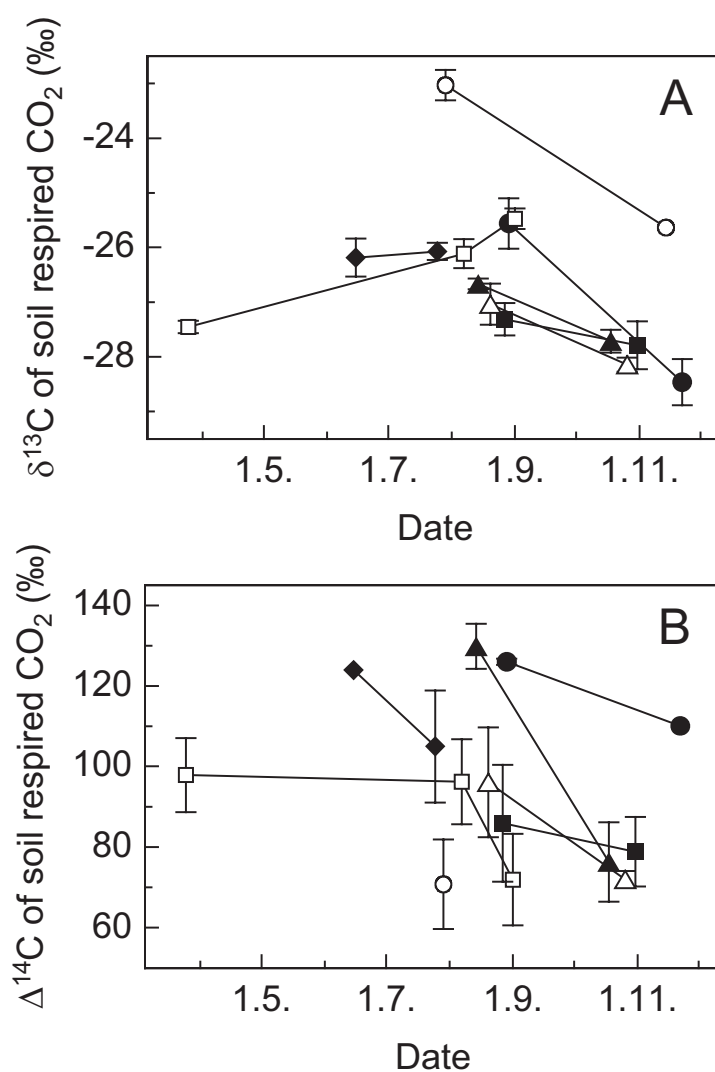 A
δ¹³C of soil respired CO₂ (‰)
-24
-26
-28
1.5. 1.7. 1.9. 1.11.
Date
B
Δ¹⁴C of soil respired CO₂ (‰)
140
120
100
80
60
1.5. 1.7. 1.9. 1.11.
Date